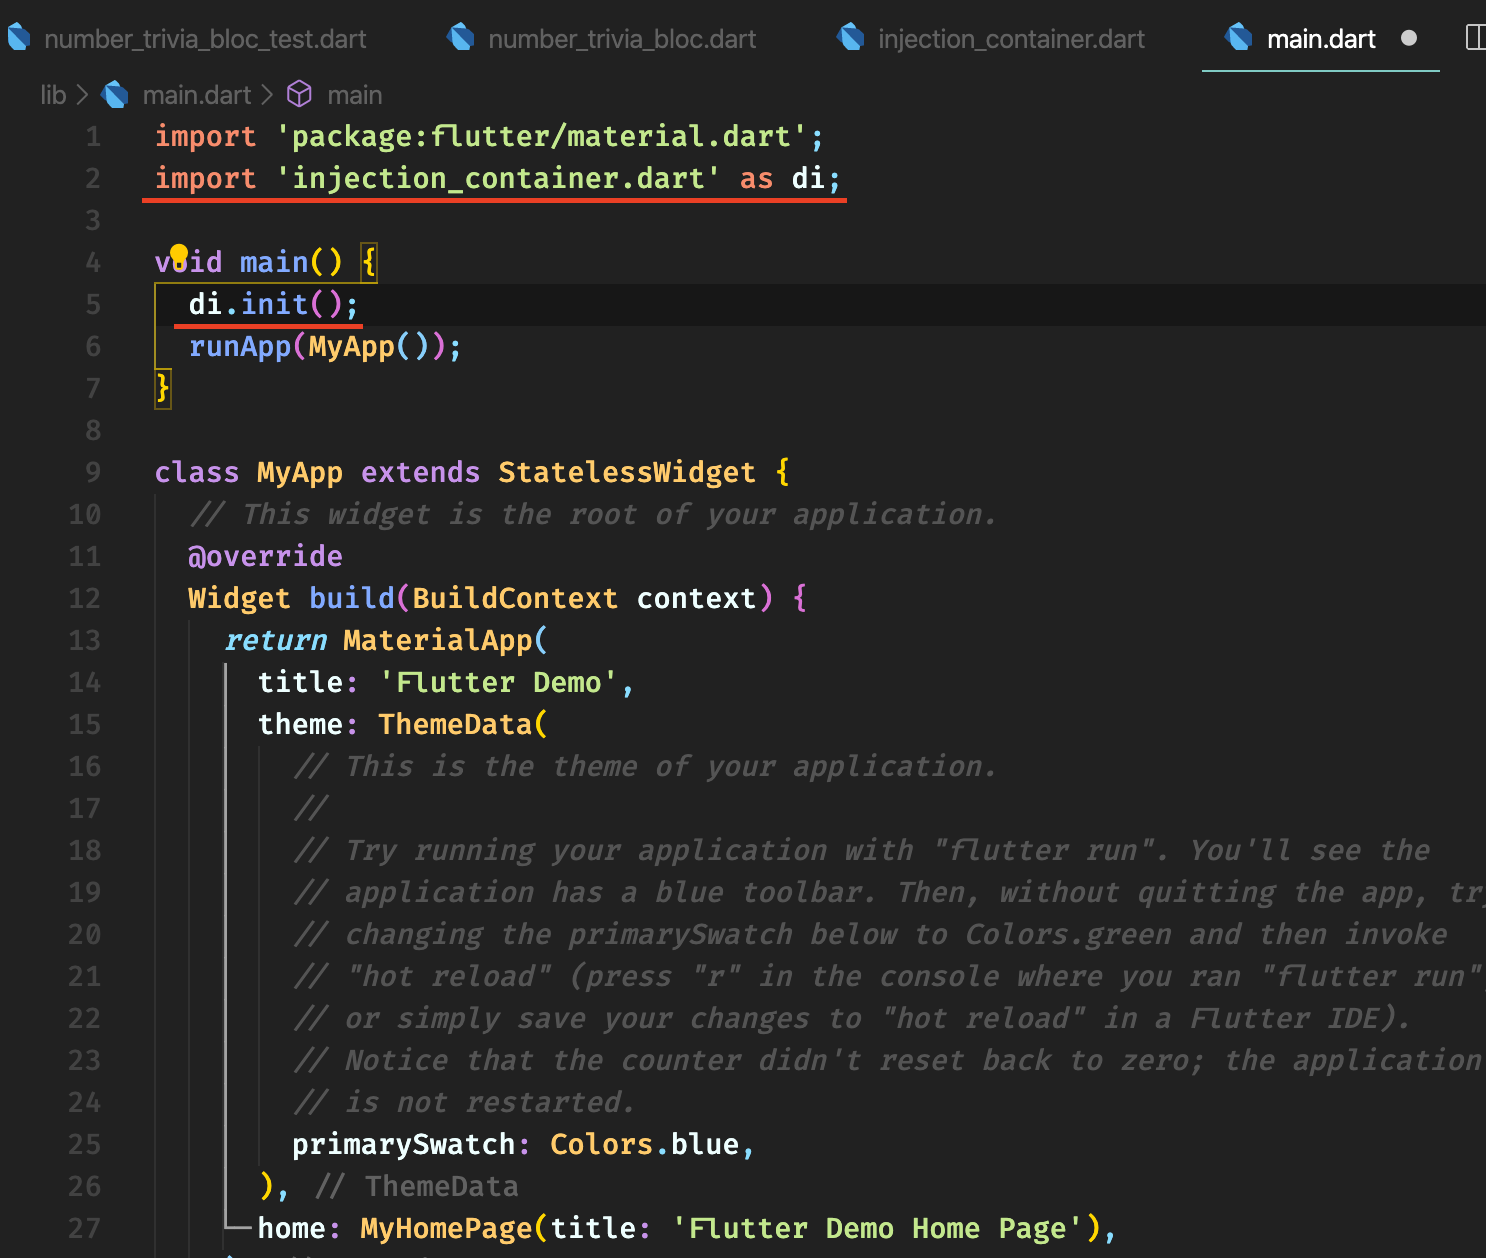 number_trivia_bloc_test.dart number_trivia_bloc.dart injection_container.dart main.dart
lib > main.dart > main
1 import 'package:flutter/material.dart';
2 import 'injection_container.dart' as di;
3
4 void main() {
5 di.init();
6 runApp(MyApp());
7 }
8
9 class MyApp extends StatelessWidget {
10 // This widget is the root of your application.
11 @override
12 Widget build(BuildContext context) {
13 return MaterialApp(
14 title: 'Flutter Demo',
15 theme: ThemeData(
16 // This is the theme of your application.
17 //
18 // Try running your application with "flutter run". You'll see the
19 // application has a blue toolbar. Then, without quitting the app, try
20 // changing the primarySwatch below to Colors.green and then invoke
21 // "hot reload" (press "r" in the console where you ran "flutter run",
22 // or simply save your changes to "hot reload" in a Flutter IDE).
23 // Notice that the counter didn't reset back to zero; the application
24 // is not restarted.
25 primarySwatch: Colors.blue,
26 ), // ThemeData
27 home: MyHomePage(title: 'Flutter Demo Home Page'),